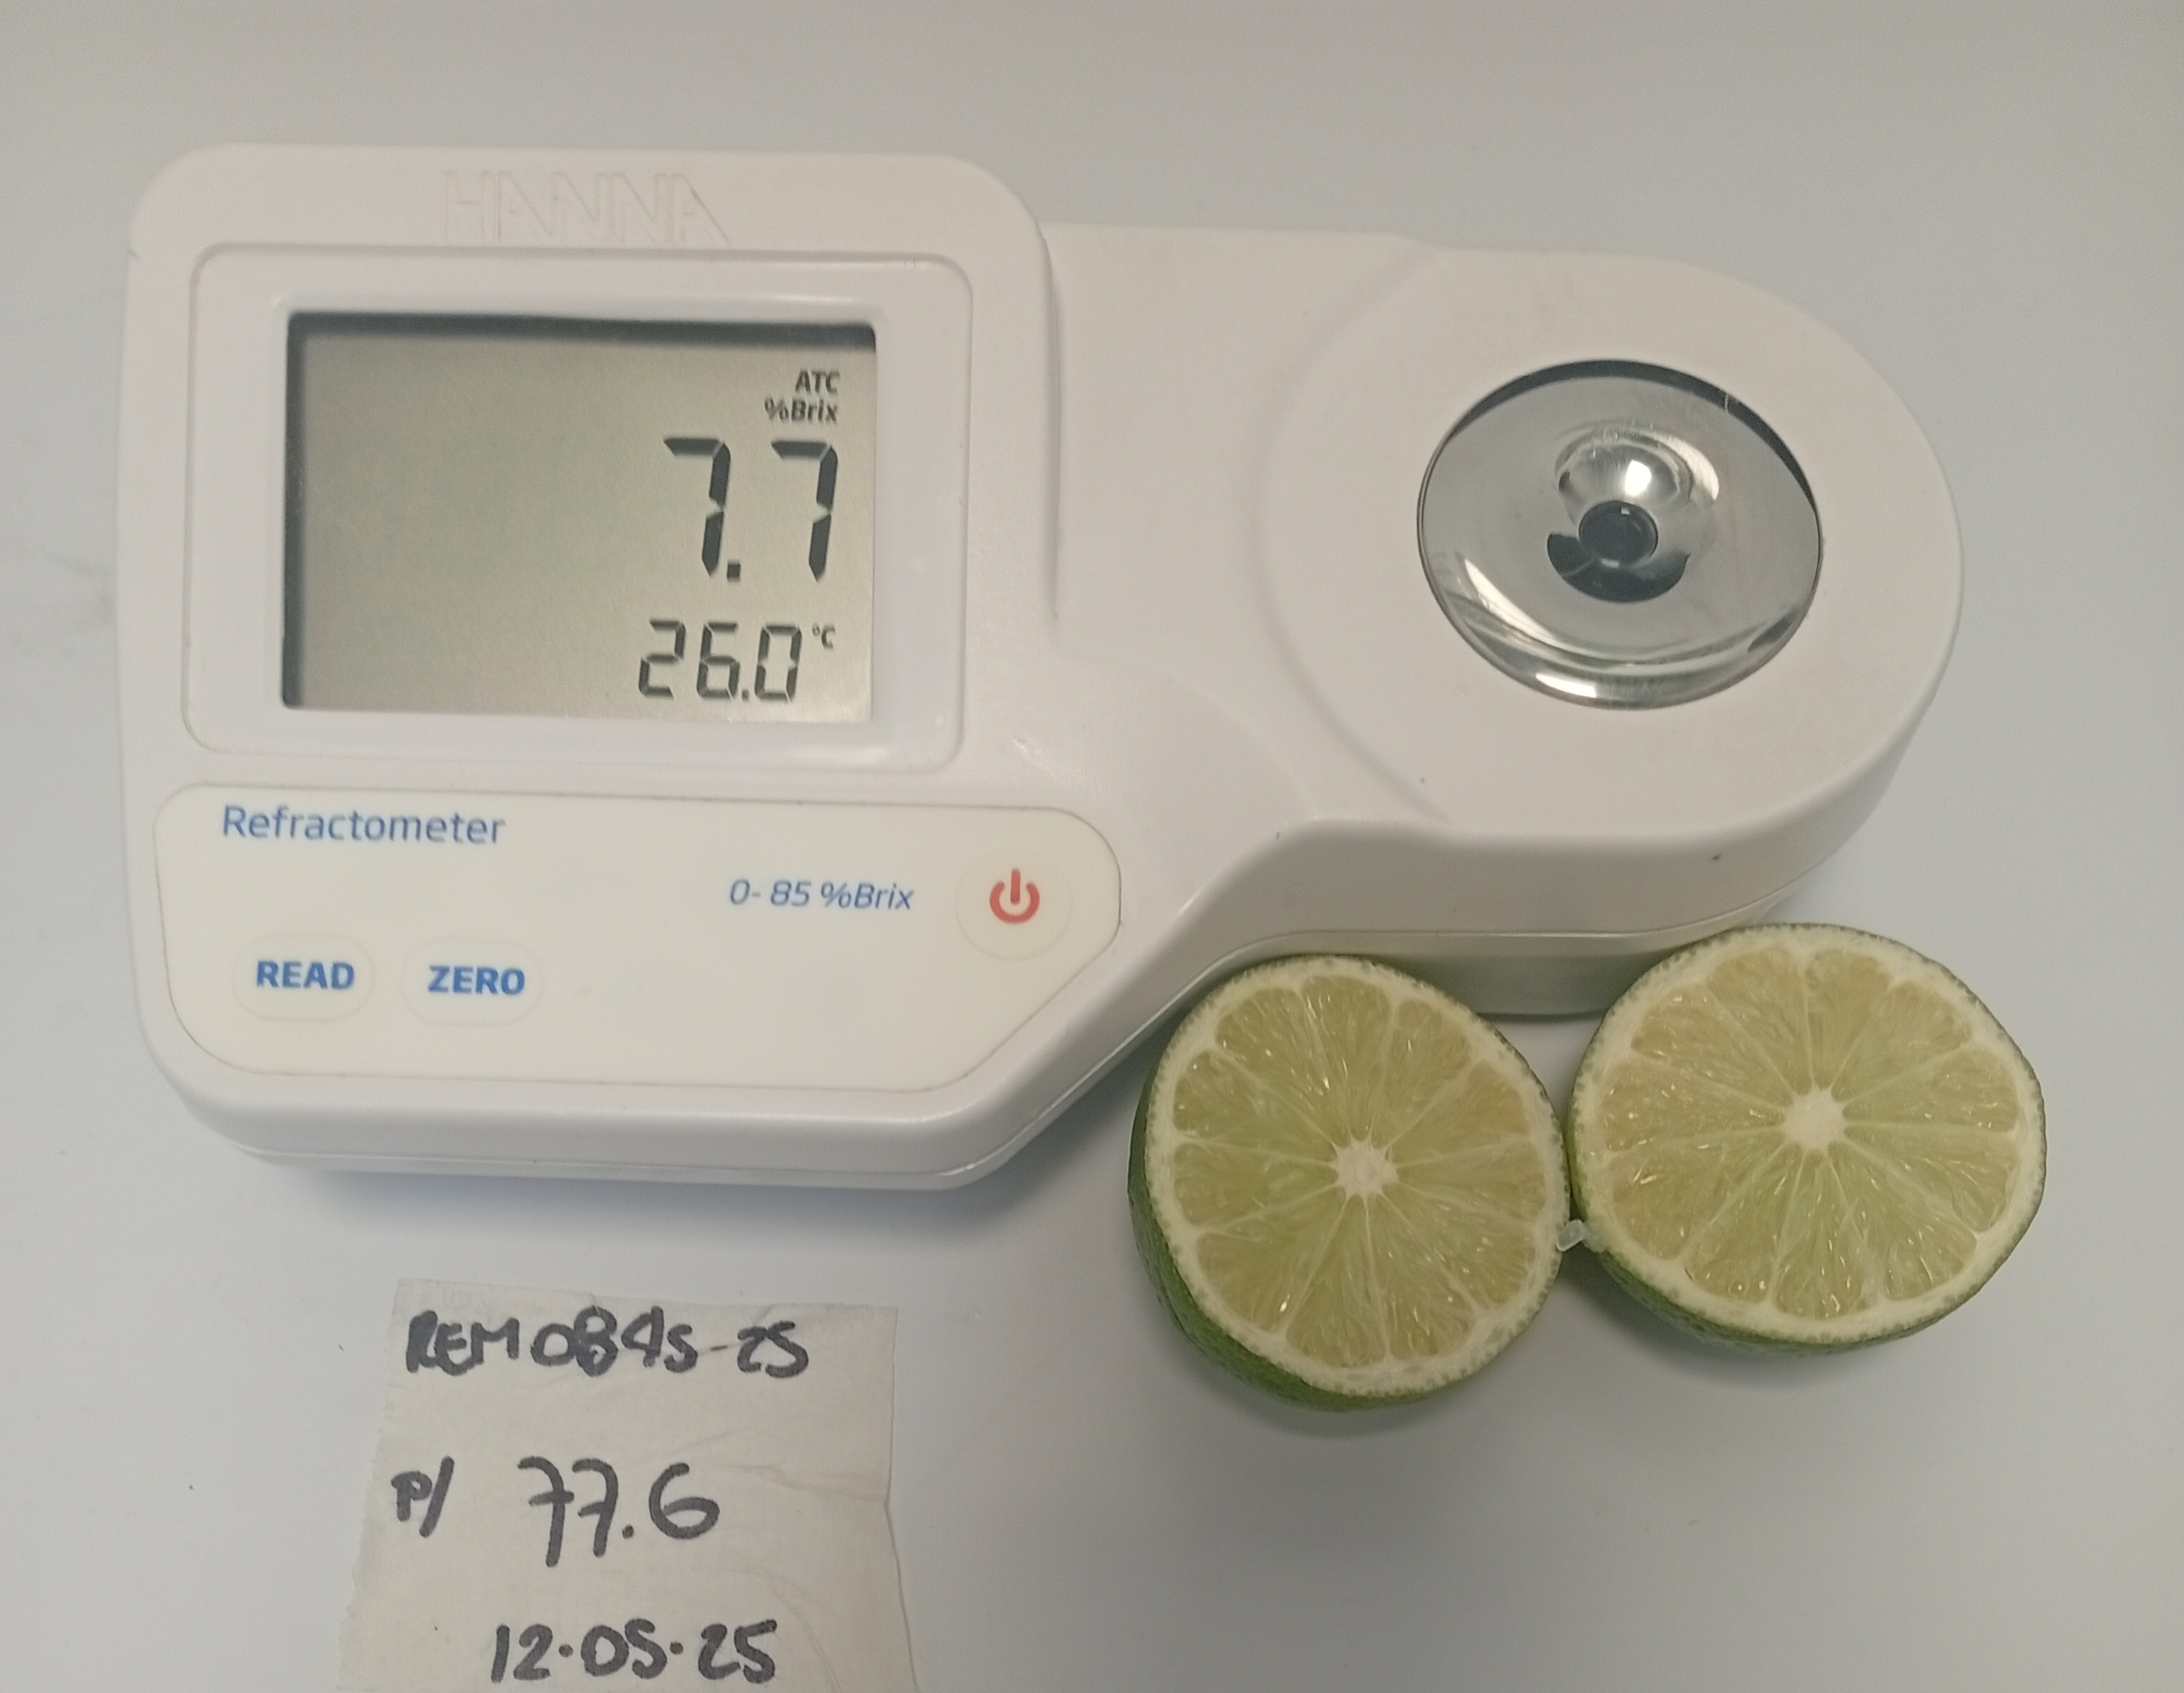 HANNA
ATC
%Brix
7.7
26.0 °C
Refractometer
0-85 %Brix
READ
ZERO
REM0845-25
P/ 77.6
12.05.25